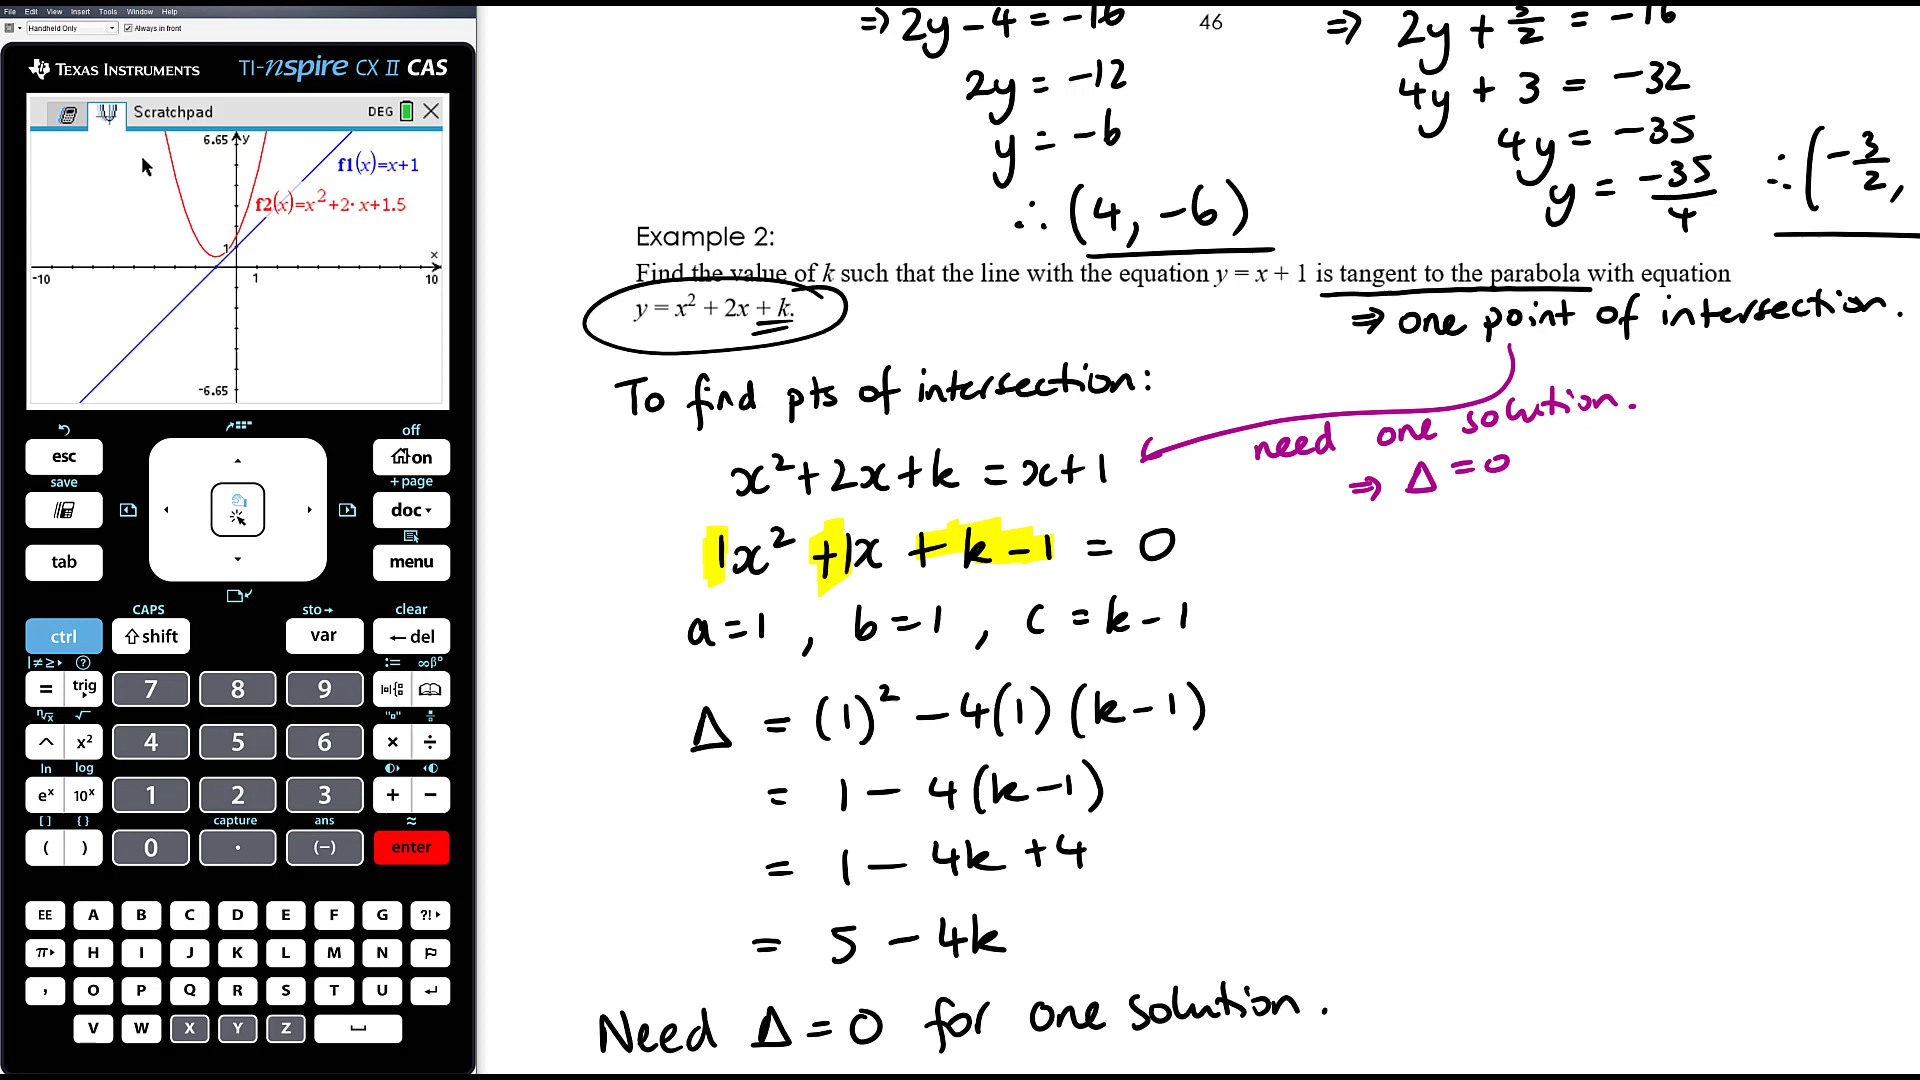 File Edit View Insert Tools Window Help
Handheld Only Always in front
TEXAS INSTRUMENTS TI-nspire CX II CAS
Scratchpad DEG
6.65 y
f1(x)=x+1
f2(x)=x²+2·x+1.5
1
x
-10 1 10
-6.65
off
esc on
save + page
doc
tab menu
CAPS sto→ clear
ctrl ⇧shift var ←del
|≠≥▸ ? := ∞β°
= trig 7 8 9
ⁿ√x √
^ x² 4 5 6 × ÷
ln log
eˣ 10ˣ 1 2 3 + −
[ ] { } capture ans ≈
( ) 0 . (−) enter
EE A B C D E F G ?!▸
π▸ H I J K L M N
, O P Q R S T U ↵
V W X Y Z
46
⇒ 2y − 4 = −16
2y = −12
y = −6
∴ (4, −6)
⇒ 2y + 3/2 = −16
4y + 3 = −32
4y = −35
y = −35/4
∴ (−3/2,
Example 2:
Find the value of k such that the line with the equation y = x + 1 is tangent to the parabola with equation
y = x² + 2x + k.
⇒ one point of intersection.
To find pts of intersection:
need one solution.
⇒ Δ = 0
x² + 2x + k = x + 1
1x² + 1x + k − 1 = 0
a = 1 , b = 1 , c = k − 1
Δ = (1)² − 4(1)(k − 1)
= 1 − 4(k − 1)
= 1 − 4k + 4
= 5 − 4k
Need Δ = 0 for one solution.